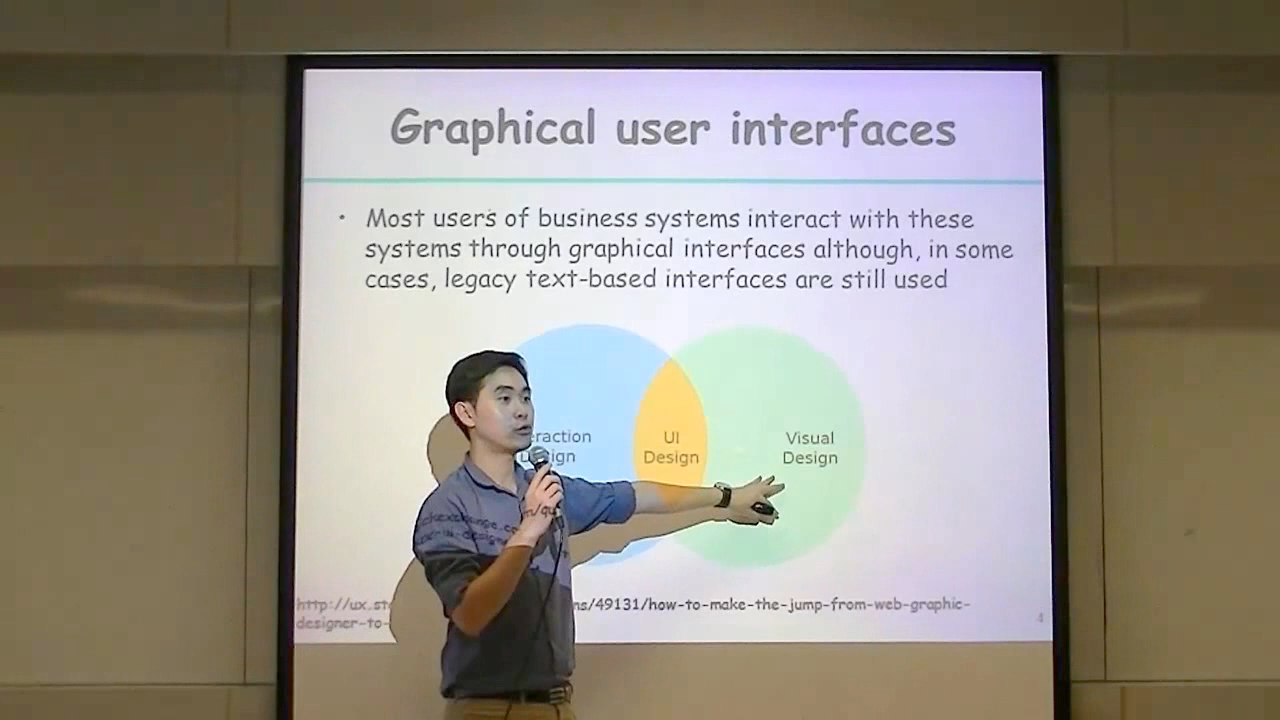 Graphical user interfaces
• Most users of business systems interact with these
systems through graphical interfaces although, in some
cases, legacy text-based interfaces are still used
eraction
Design
UI
Design
Visual
Design
http://ux.st
ns/49131/how-to-make-the-jump-from-web-graphic-
designer-to-
4